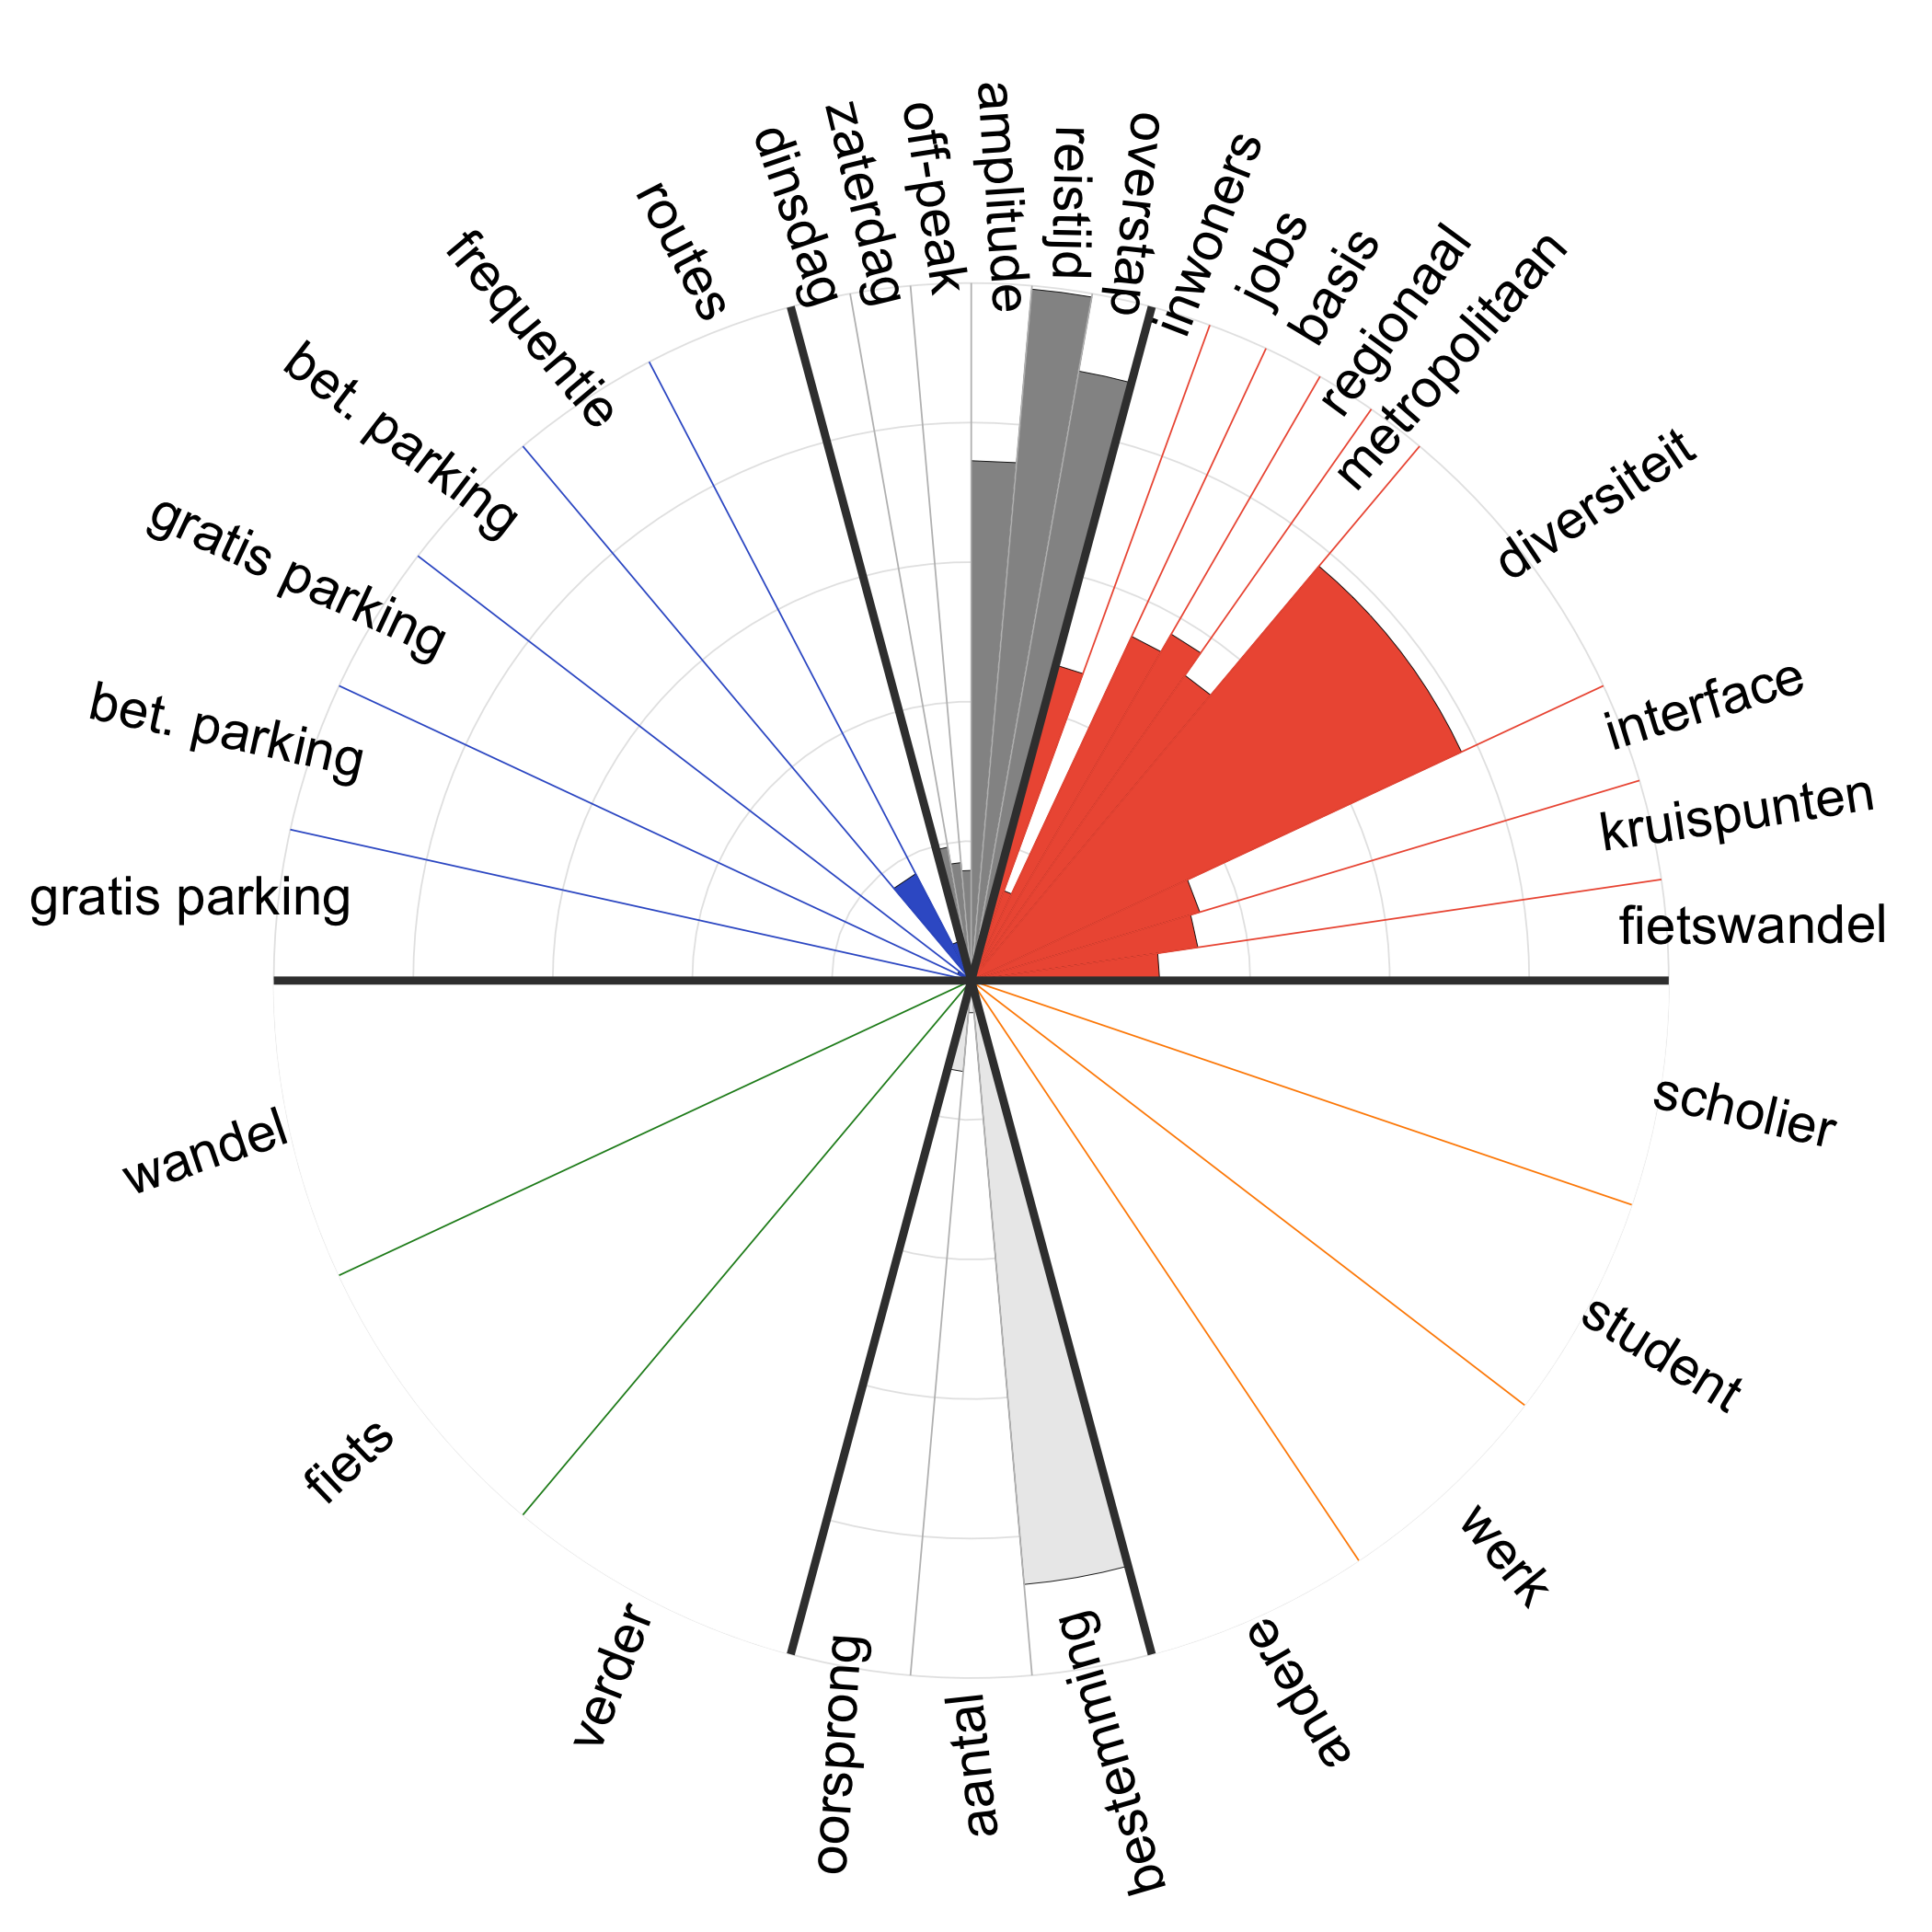 dinsdag
zaterdag
off-peak
amplitude
reistijd
overstap
inwoners
jobs
basis
regionaal
metropolitaan
diversiteit
interface
kruispunten
fietswandel
scholier
student
werk
andere
bestemming
aantal
oorsprong
verder
fiets
wandel
gratis parking
bet. parking
gratis parking
bet. parking
frequentie
routes